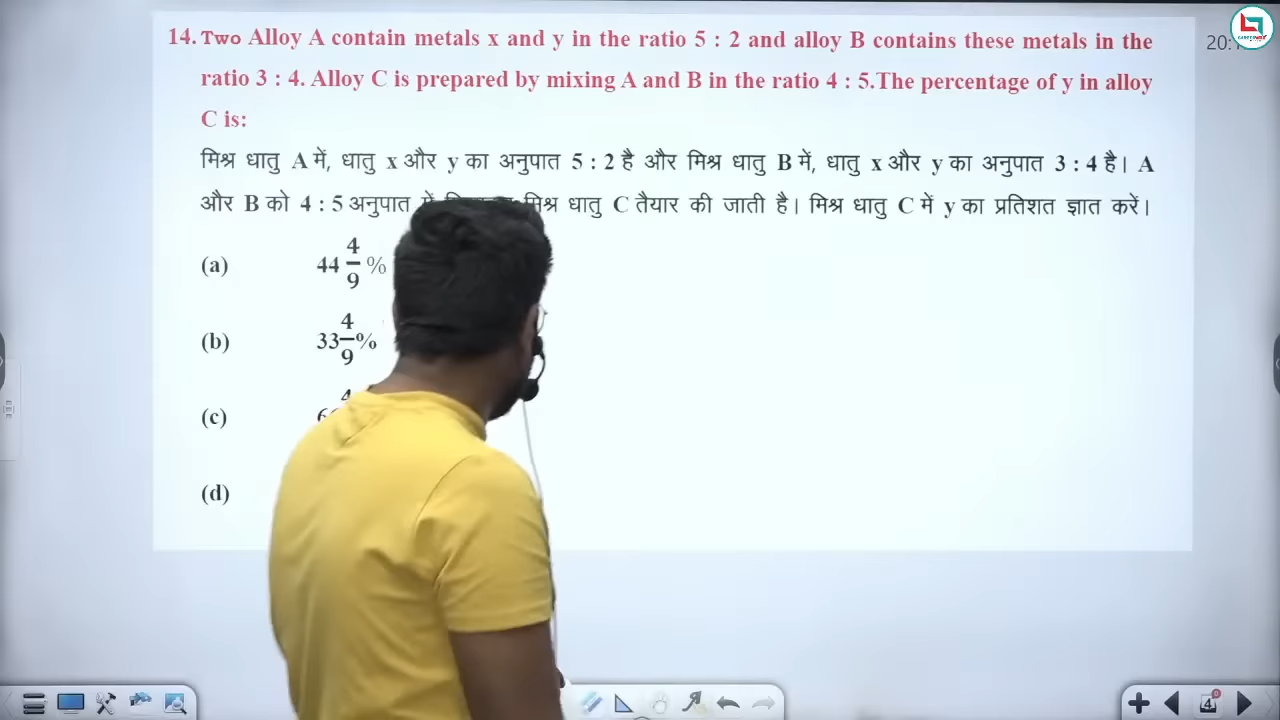 14. Two Alloy A contain metals x and y in the ratio 5 : 2 and alloy B contains these metals in the
ratio 3 : 4. Alloy C is prepared by mixing A and B in the ratio 4 : 5.The percentage of y in alloy
C is:
मिश्र धातु A में, धातु x और y का अनुपात 5 : 2 है और मिश्र धातु B में, धातु x और y का अनुपात 3 : 4 है। A
और B को 4 : 5 अनुपात मिश्र धातु C तैयार की जाती है। मिश्र धातु C में y का प्रतिशत ज्ञात करें।
(a) 44 4/9 %
(b) 33 4/9 %
(c)
(d)
20:
4